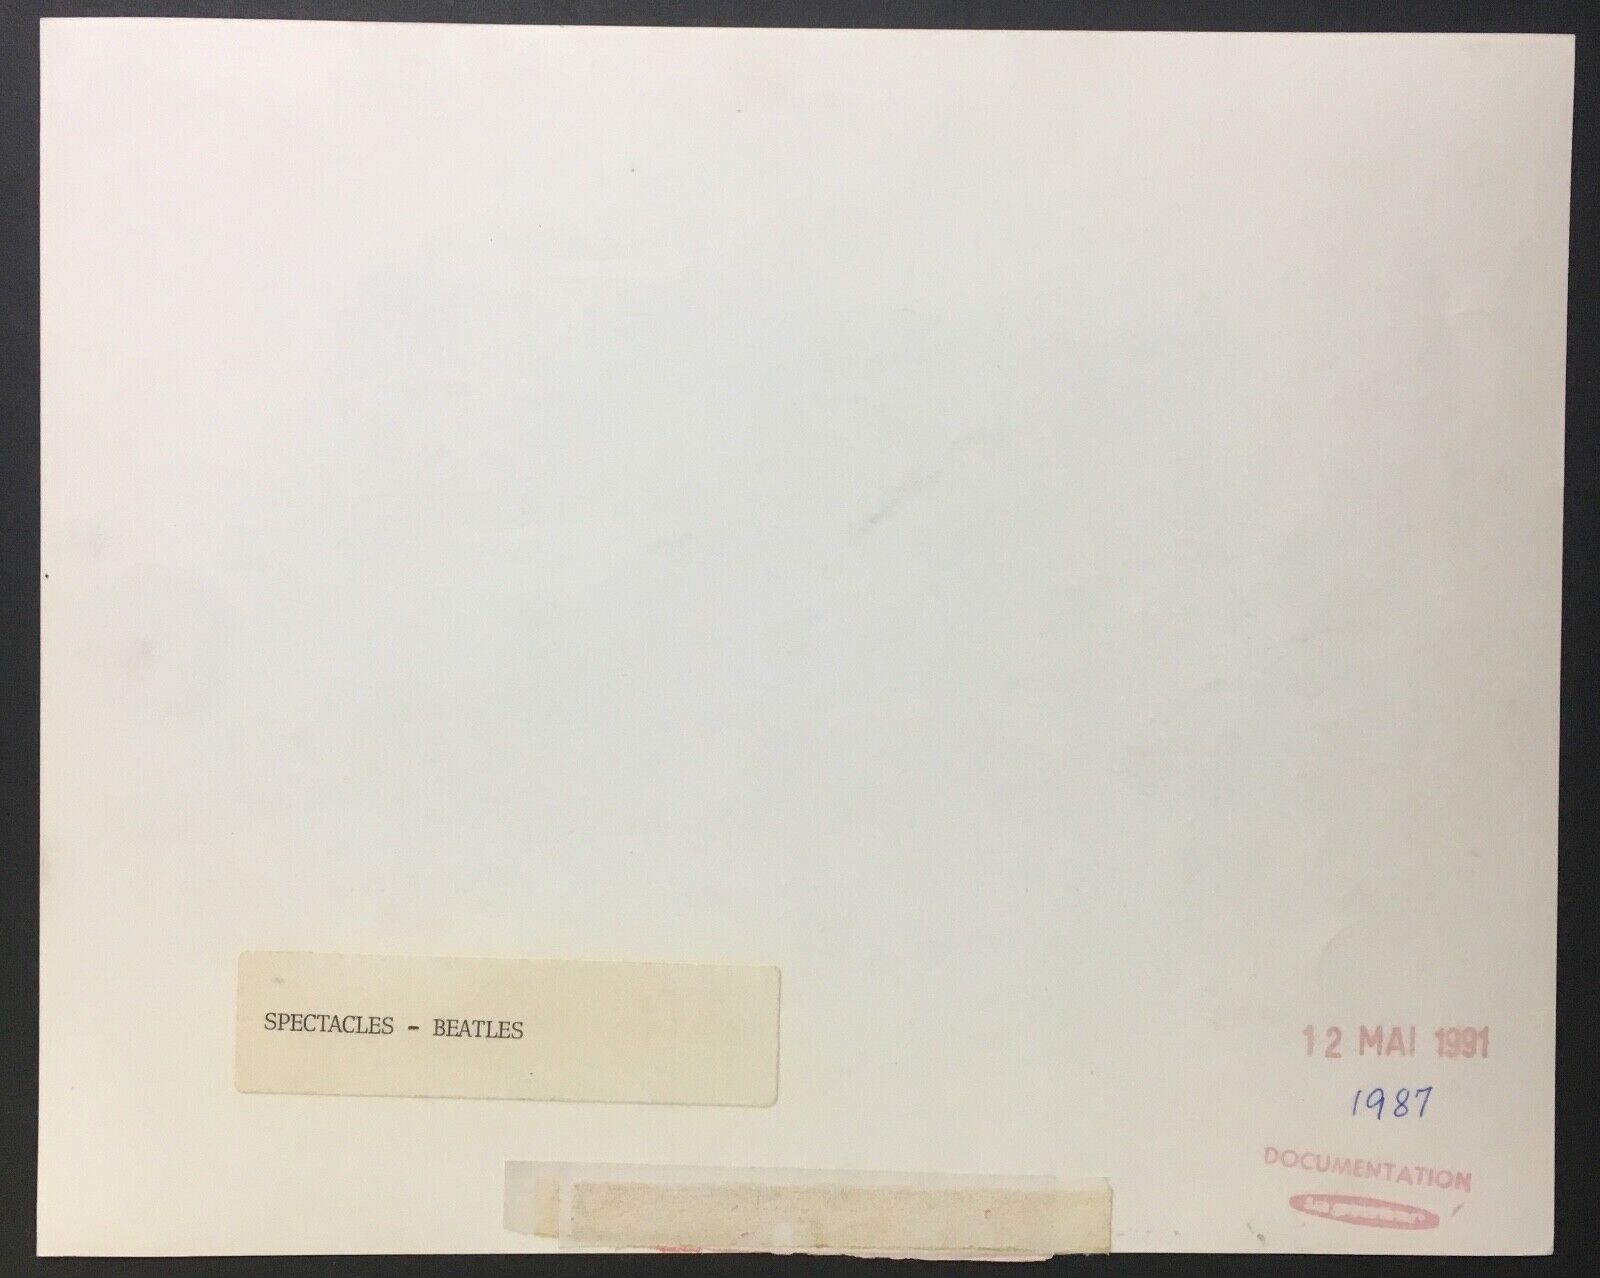 SPECTACLES - BEATLES
12 MAI 1991
1987
DOCUMENTATION